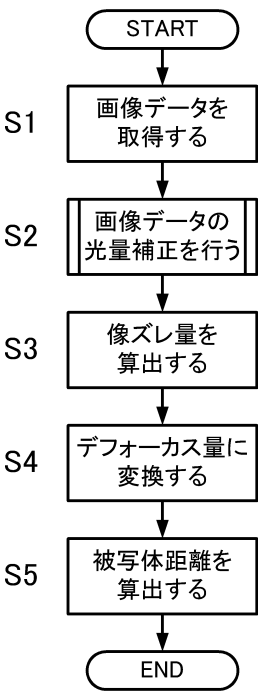 START
S1
画像データを
取得する
S2
画像データの
光量補正を行う
S3
像ズレ量を
算出する
S4
デフォーカス量に
変換する
S5
被写体距離を
算出する
END